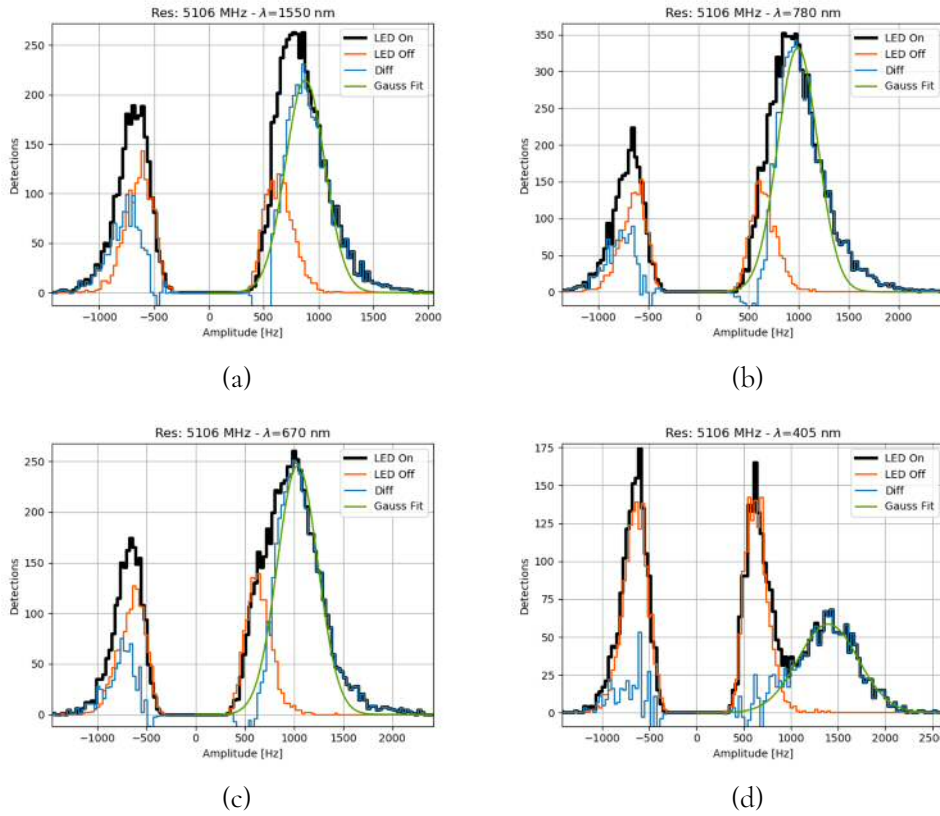 Res: 5106 MHz - λ=1550 nm
LED On
LED Off
Diff
Gauss Fit
Detections
250
200
150
100
50
0
−1000 −500 0 500 1000 1500 2000
Amplitude [Hz]
(a)
Res: 5106 MHz - λ=780 nm
LED On
LED Off
Diff
Gauss Fit
Detections
350
300
250
200
150
100
50
0
−1000 −500 0 500 1000 1500 2000
Amplitude [Hz]
(b)
Res: 5106 MHz - λ=670 nm
LED On
LED Off
Diff
Gauss Fit
Detections
250
200
150
100
50
0
−1000 −500 0 500 1000 1500 2000
Amplitude [Hz]
(c)
Res: 5106 MHz - λ=405 nm
LED On
LED Off
Diff
Gauss Fit
Detections
175
150
125
100
75
50
25
0
−1000 −500 0 500 1000 1500 2000 2500
Amplitude [Hz]
(d)